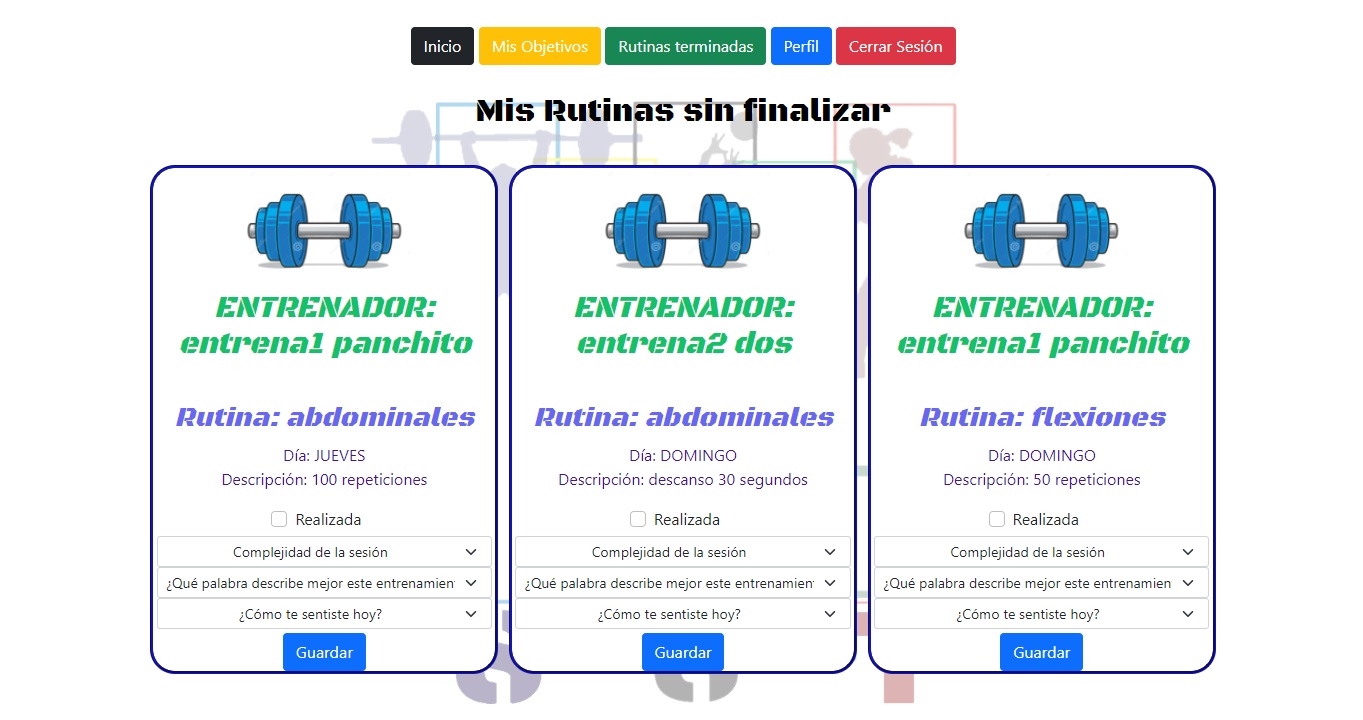 Inicio
Mis Objetivos
Rutinas terminadas
Perfil
Cerrar Sesión
Mis Rutinas sin finalizar
ENTRENADOR:
entrena1 panchito
Rutina: abdominales
Día: JUEVES
Descripción: 100 repeticiones
Realizada
Complejidad de la sesión
¿Qué palabra describe mejor este entrenamien
¿Cómo te sentiste hoy?
Guardar
ENTRENADOR:
entrena2 dos
Rutina: abdominales
Día: DOMINGO
Descripción: descanso 30 segundos
Realizada
Complejidad de la sesión
¿Qué palabra describe mejor este entrenamien
¿Cómo te sentiste hoy?
Guardar
ENTRENADOR:
entrena1 panchito
Rutina: flexiones
Día: DOMINGO
Descripción: 50 repeticiones
Realizada
Complejidad de la sesión
¿Qué palabra describe mejor este entrenamien
¿Cómo te sentiste hoy?
Guardar